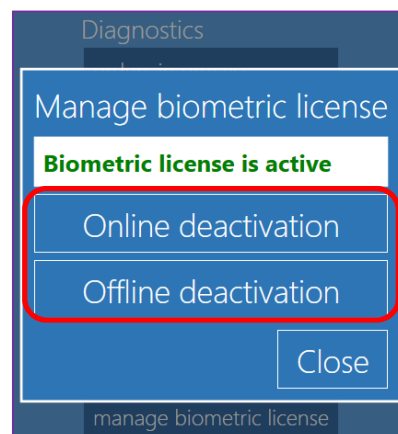 Diagnostics
Manage biometric license
Biometric license is active
Online deactivation
Offline deactivation
Close
manage biometric license